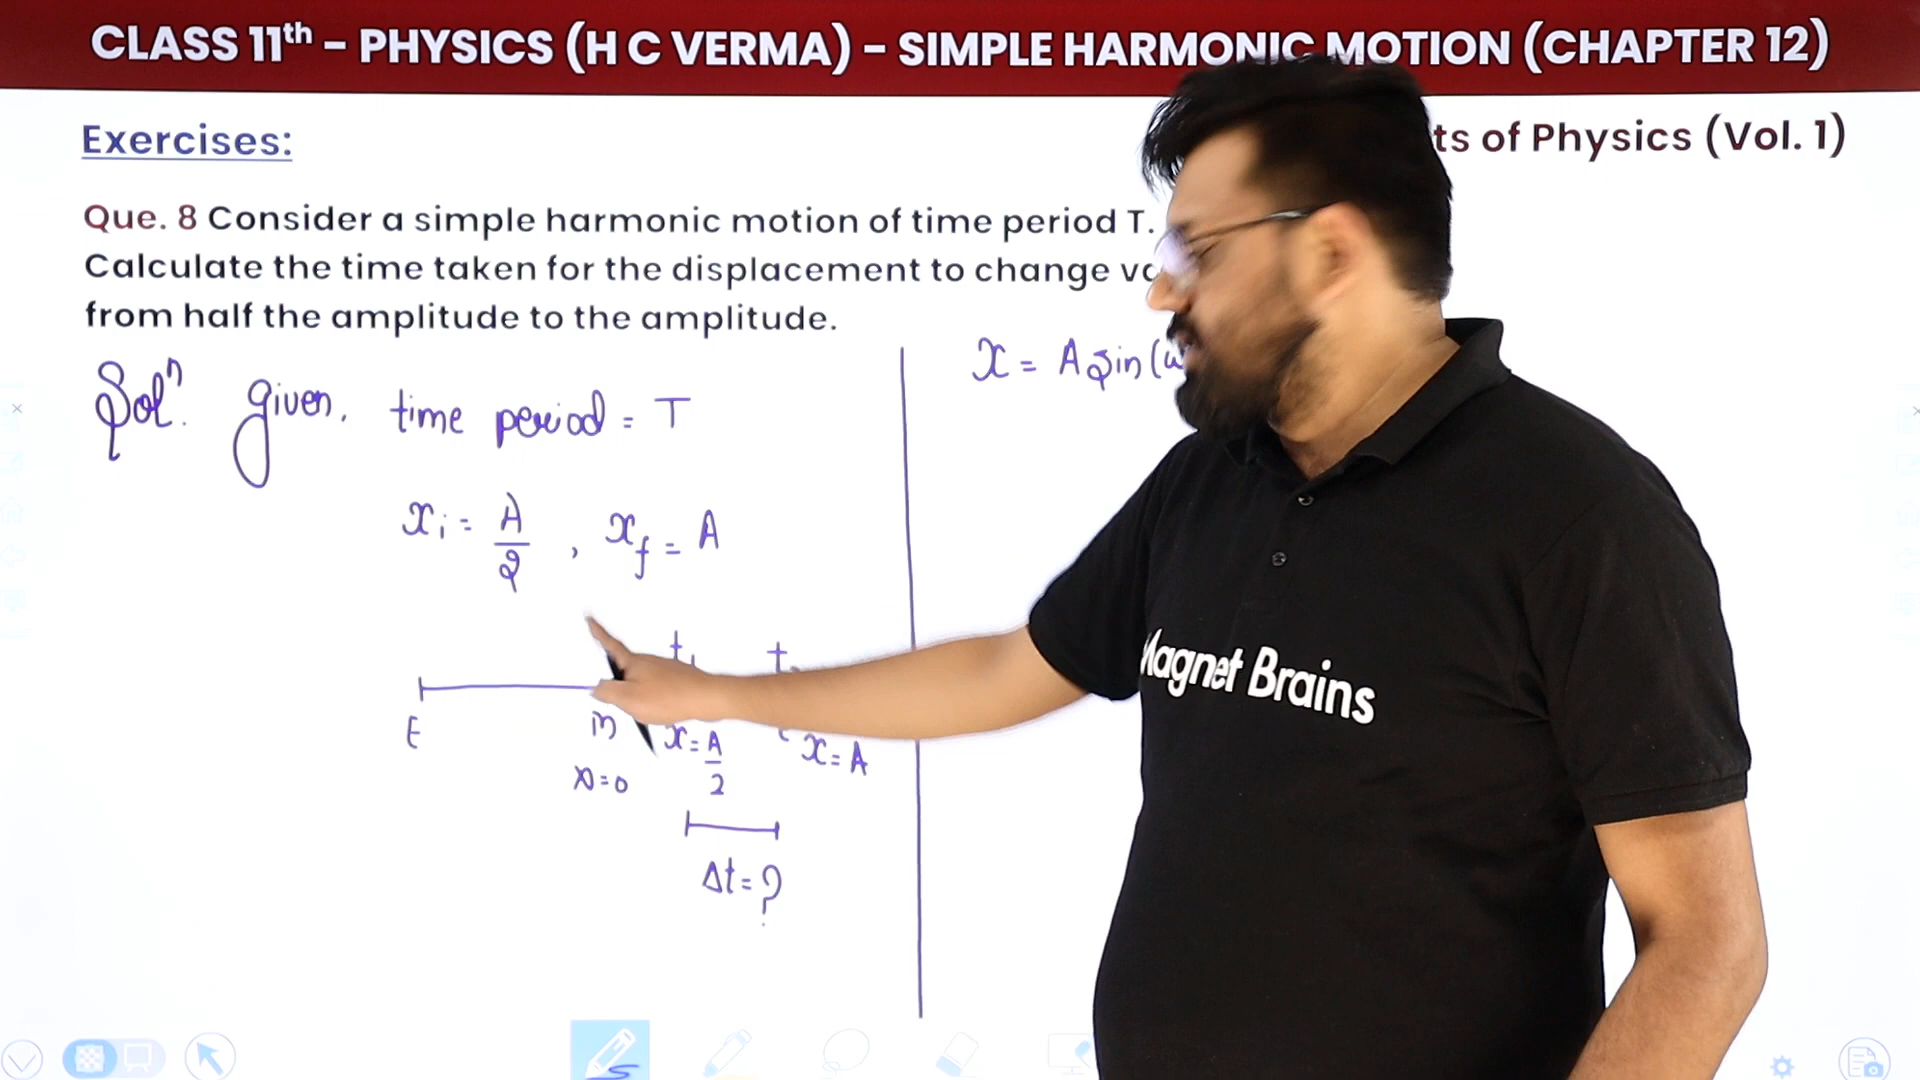 CLASS 11th – PHYSICS (H C VERMA) – SIMPLE HARMONIC MOTION (CHAPTER 12)
Exercises:
ts of Physics (Vol. 1)
Que. 8 Consider a simple harmonic motion of time period T.
Calculate the time taken for the displacement to change
from half the amplitude to the amplitude.
Solⁿ. Given, time period = T
x = A sin(ω
xi = A/2 , xf = A
t1 t
E m x = A/2 x = A
x=0
Δt = ?
Magnet Brains